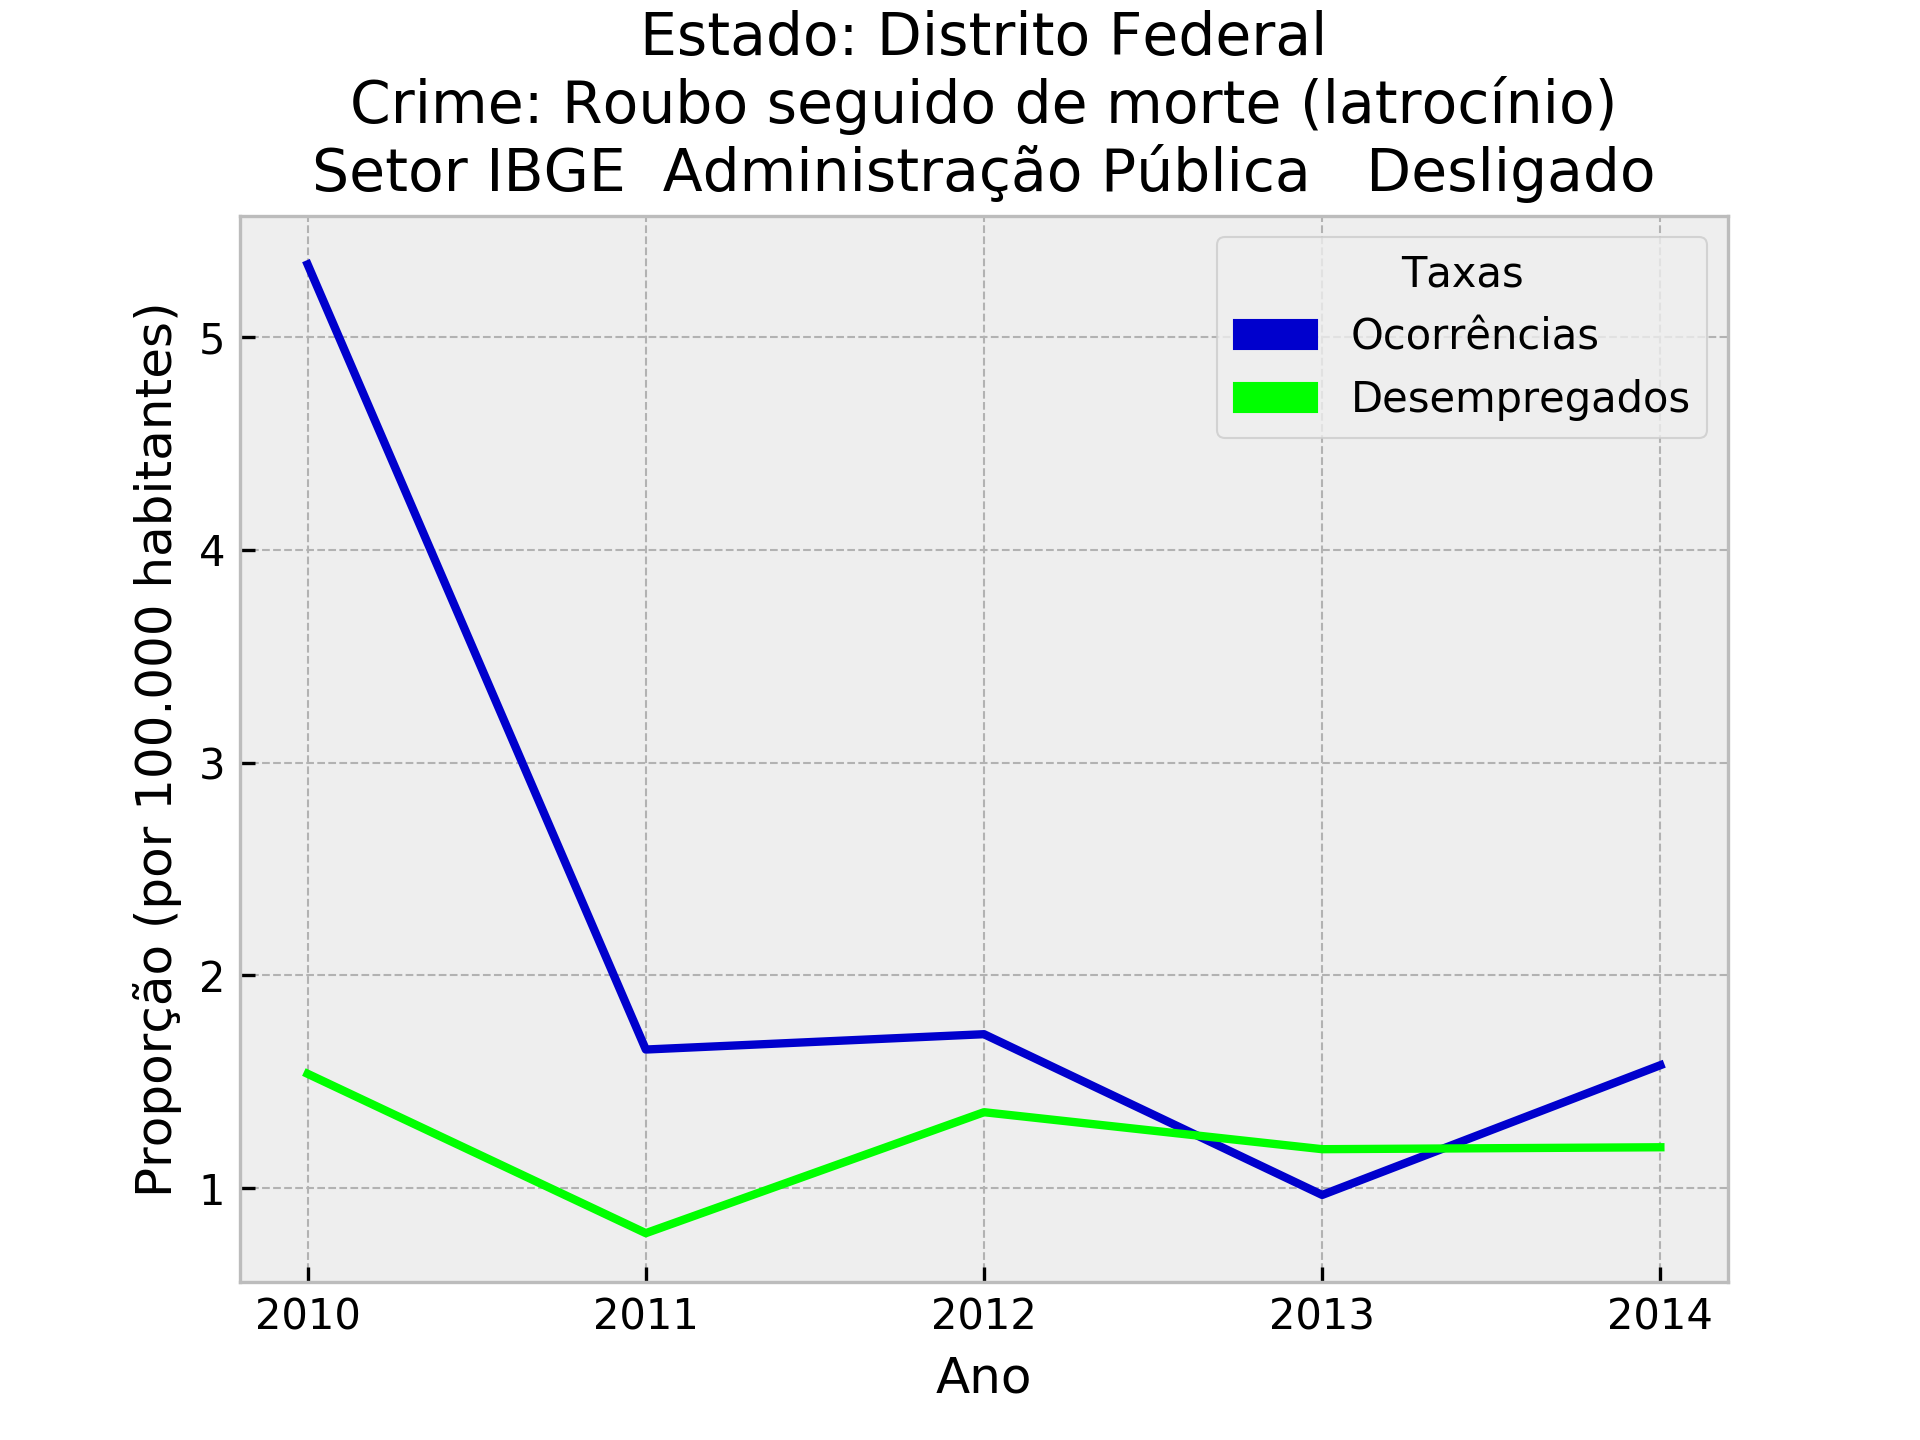 Estado: Distrito Federal
Crime: Roubo seguido de morte (latrocínio)
Setor IBGE  Administração Pública   Desligado
Taxas
Ocorrências
Desempregados
Proporção (por 100.000 habitantes)
5
4
3
2
1
2010 2011 2012 2013 2014
Ano